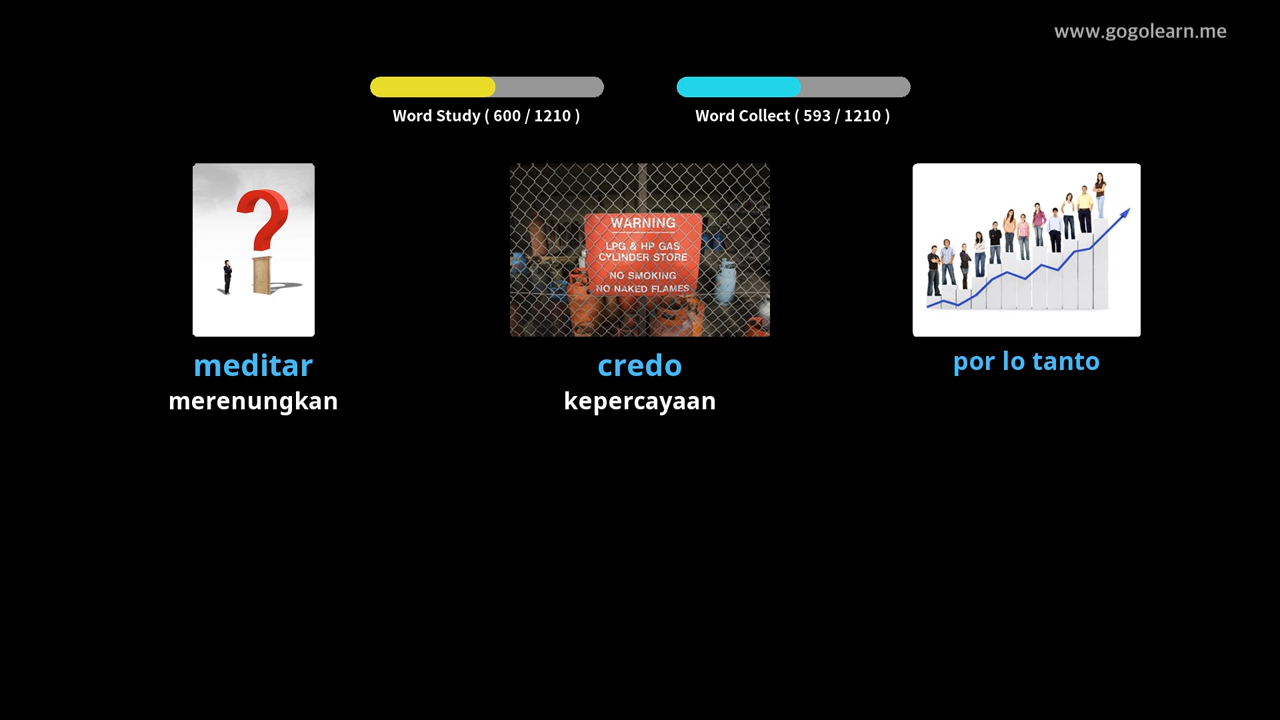 www.gogolearn.me
Word Study ( 600 / 1210 )
Word Collect ( 593 / 1210 )
WARNING
LPG & HP GAS
CYLINDER STORE
NO SMOKING
NO NAKED FLAMES
meditar
merenungkan
credo
kepercayaan
por lo tanto